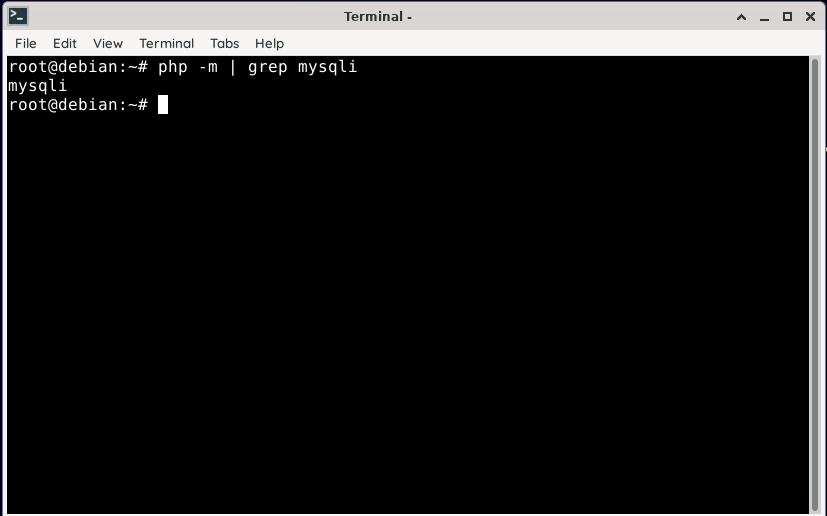 Terminal -
File Edit View Terminal Tabs Help
root@debian:~# php -m | grep mysqli
mysqli
root@debian:~#